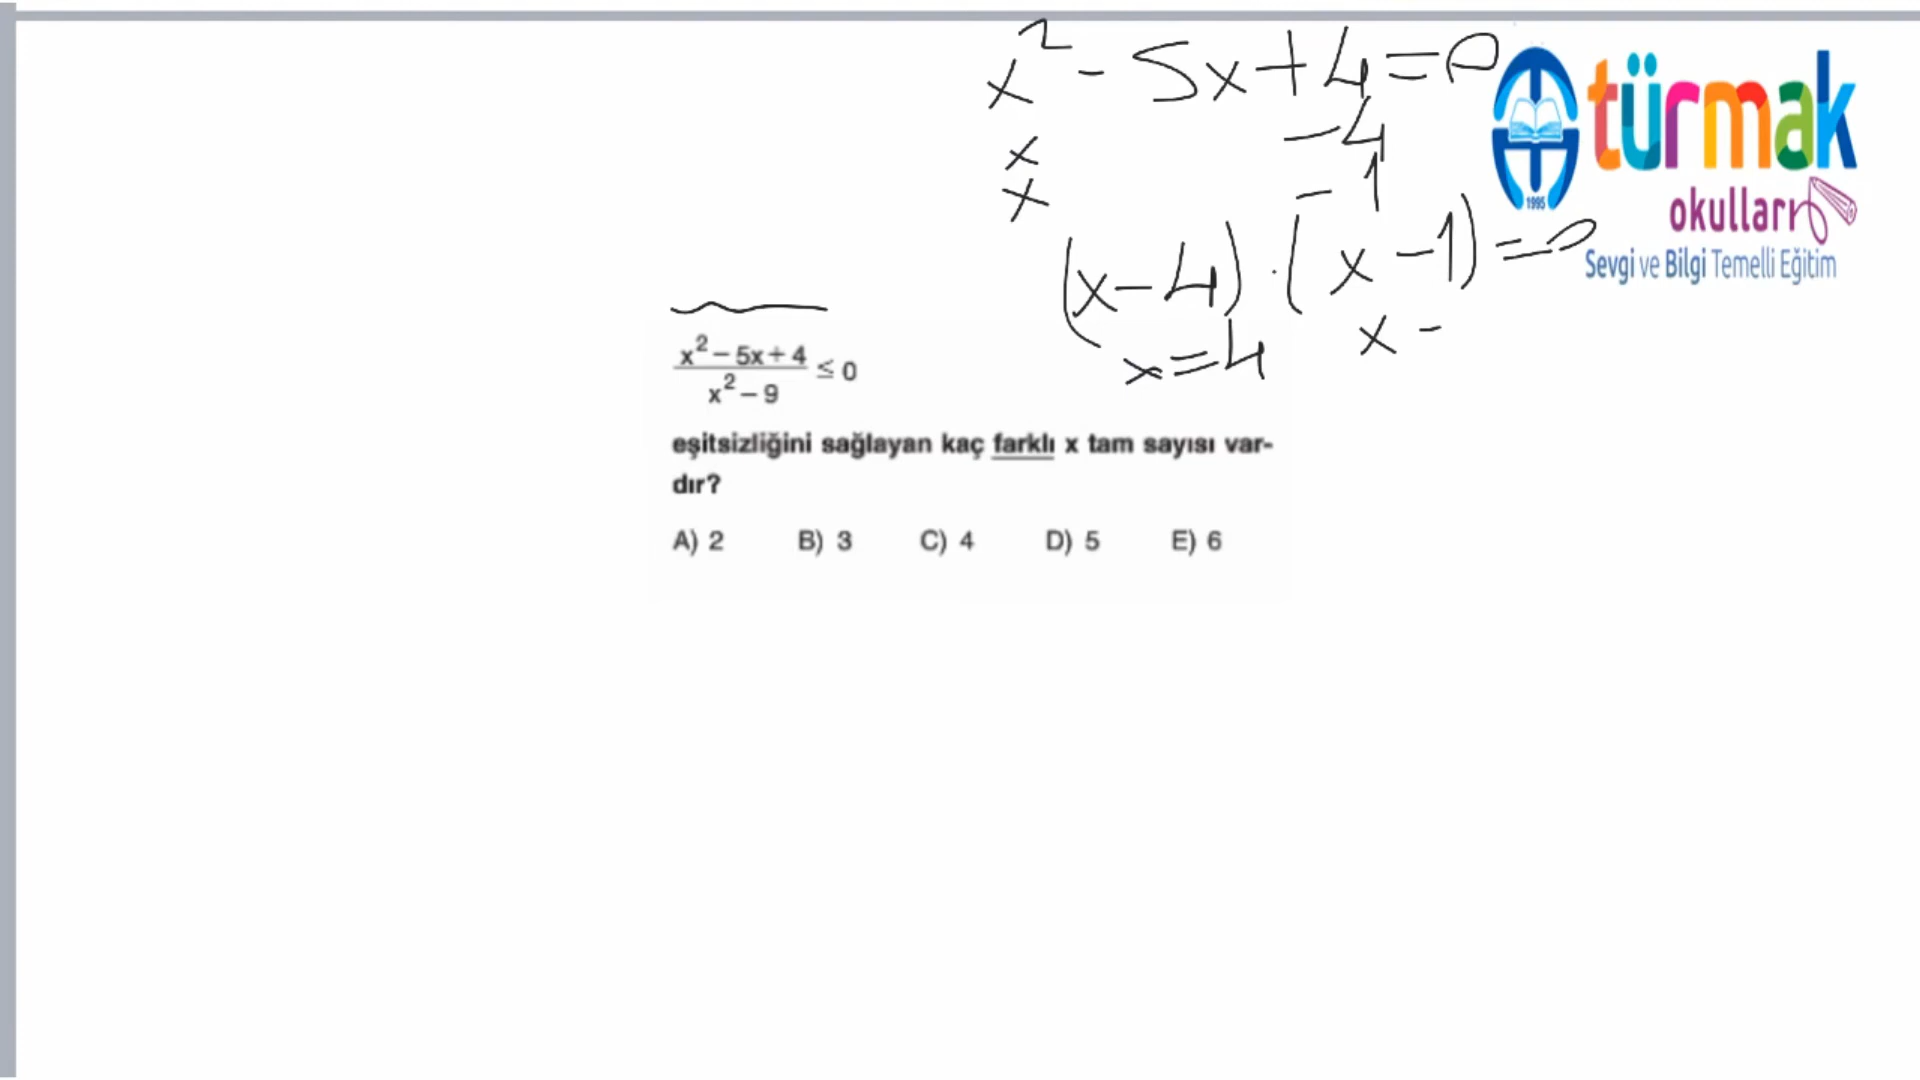 x² - 5x + 4 = 0
x -4
x -1
(x - 4) · (x - 1) = 0
x = 4 x =
türmak
okulları
1995
Sevgi ve Bilgi Temelli Eğitim
x² – 5x + 4
x² – 9
≤ 0
eşitsizliğini sağlayan kaç farklı x tam sayısı var-
dır?
A) 2 B) 3 C) 4 D) 5 E) 6